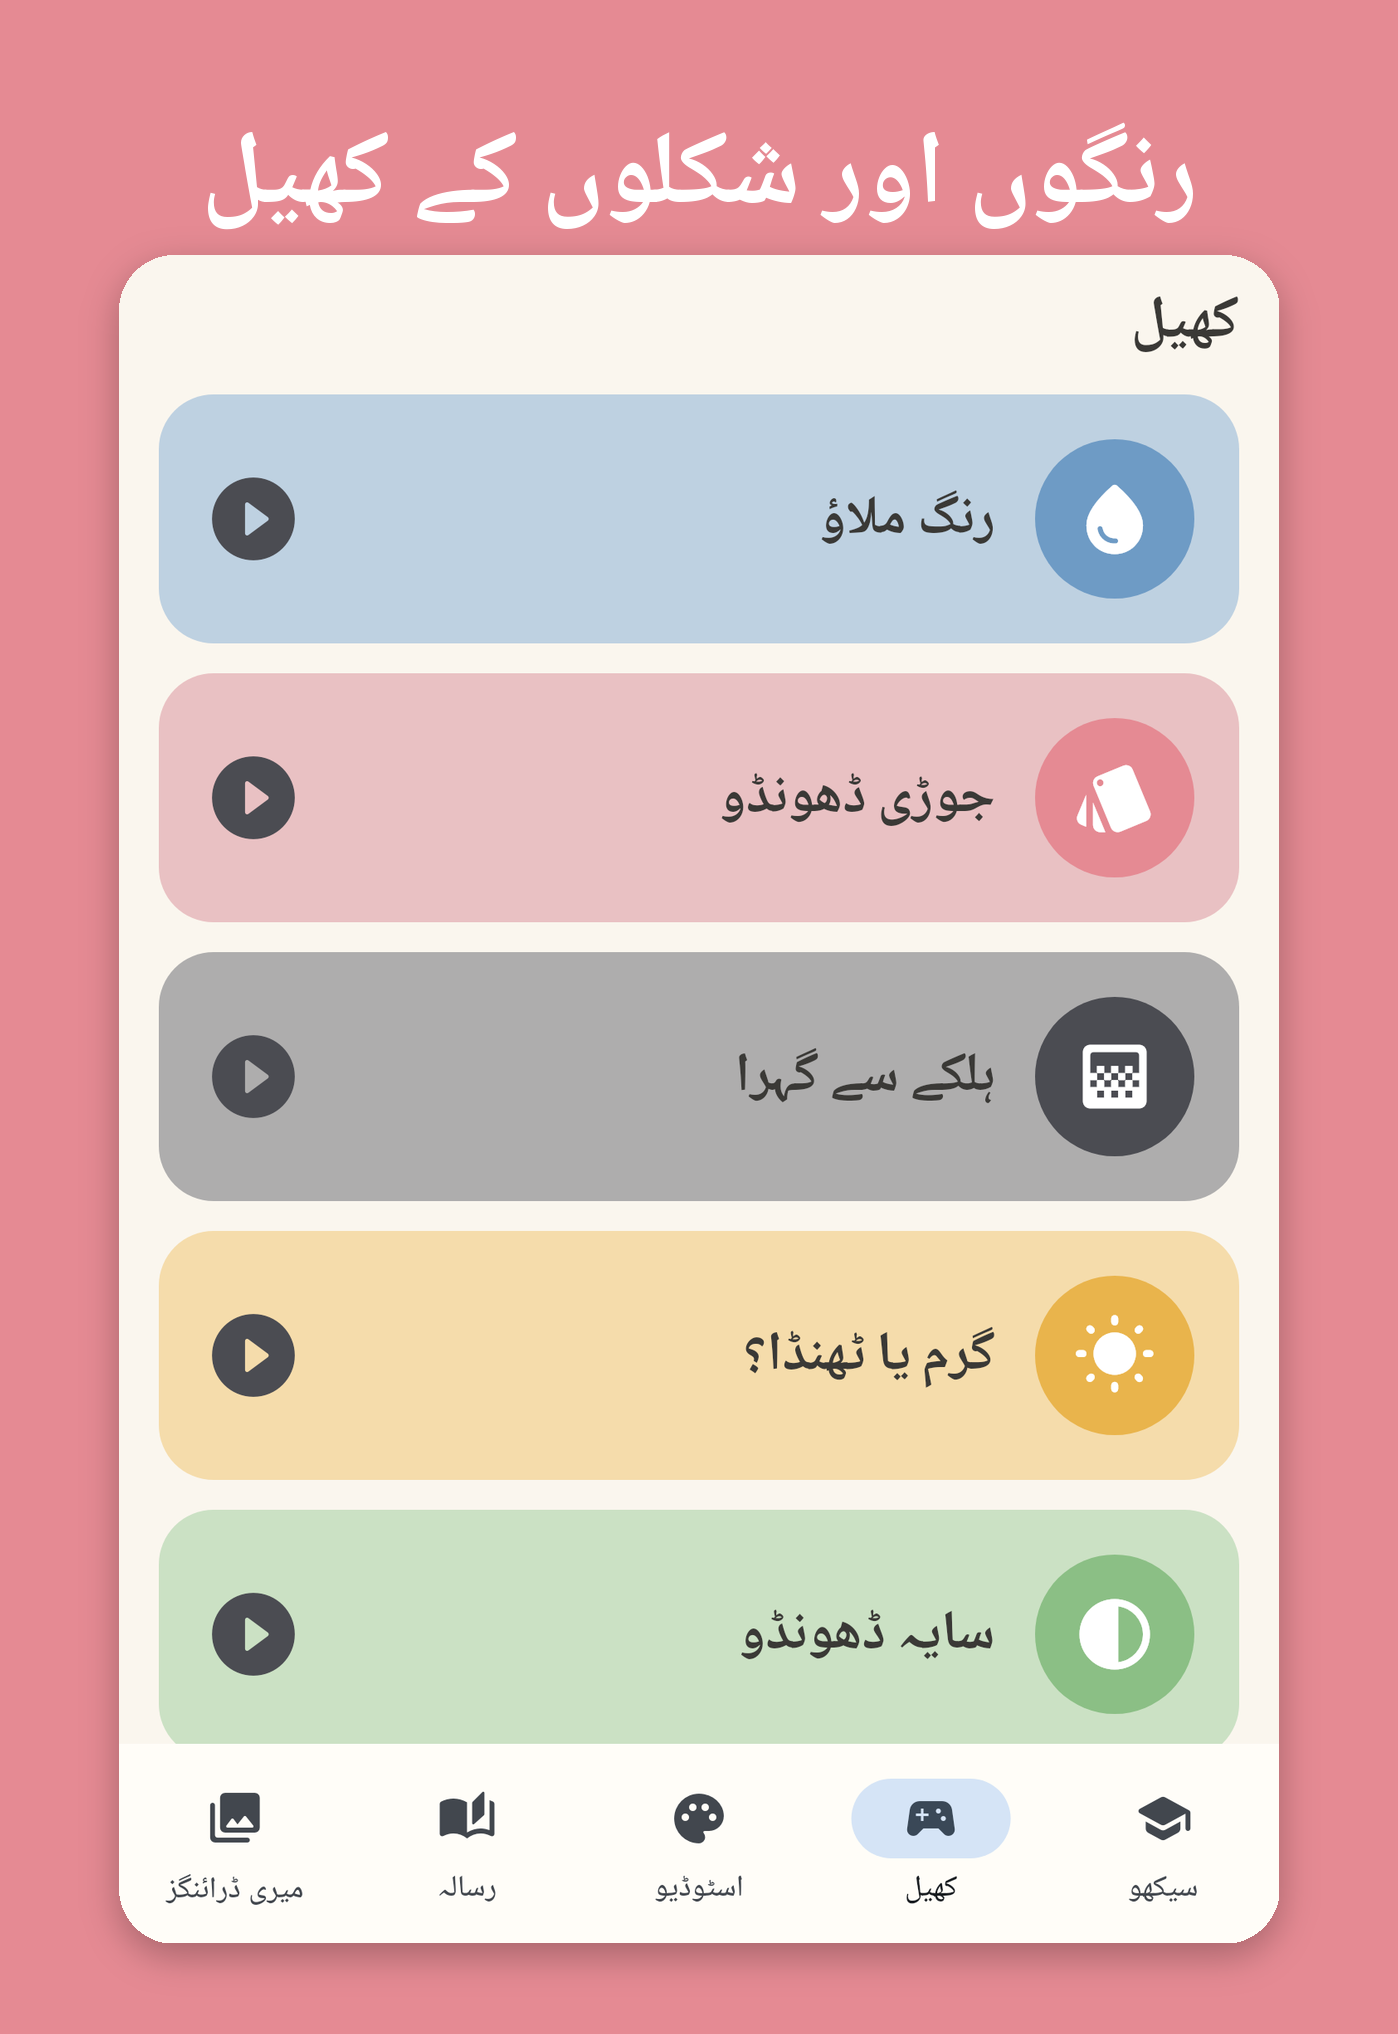 رنگوں اور شکلوں کے کھیل
کھیل
رنگ ملاؤ
جوڑی ڈھونڈو
ہلکے سے گہرا
گرم یا ٹھنڈا؟
سایہ ڈھونڈو
سیکھو
کھیل
اسٹوڈیو
رسالہ
میری ڈرائنگز